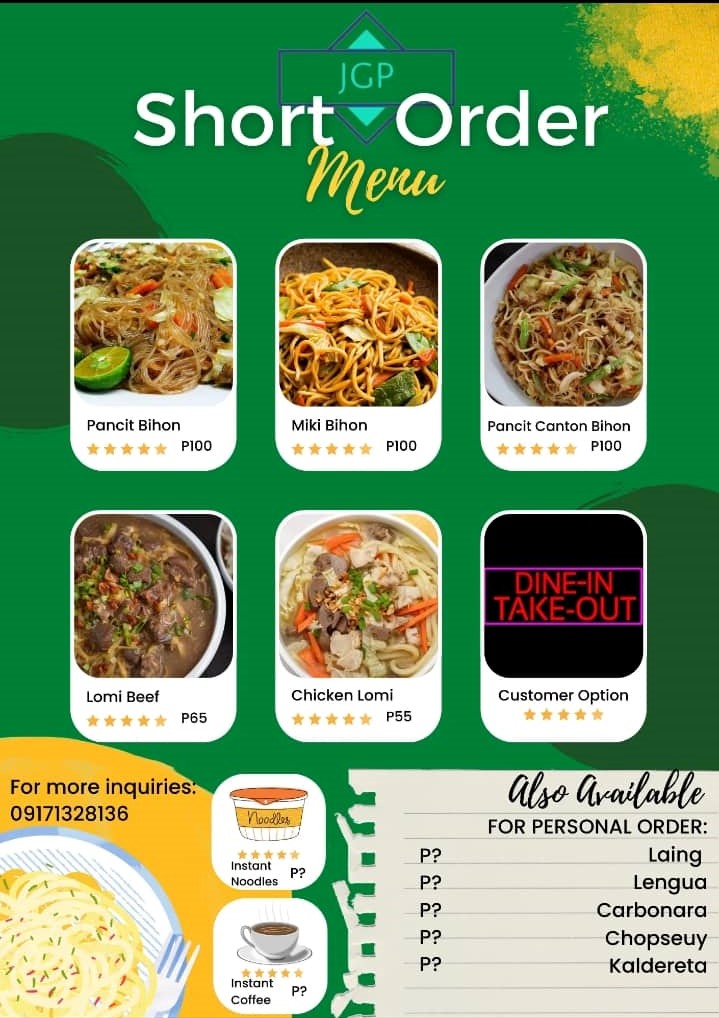 JGP
Short Order
Menu
Pancit Bihon
P100
Miki Bihon
P100
Pancit Canton Bihon
P100
Lomi Beef
P65
Chicken Lomi
P55
DINE-IN
TAKE-OUT
Customer Option
For more inquiries:
09171328136
Noodles
Instant
Noodles P?
Instant
Coffee P?
Also Available
FOR PERSONAL ORDER:
P? Laing
P? Lengua
P? Carbonara
P? Chopseuy
P? Kaldereta